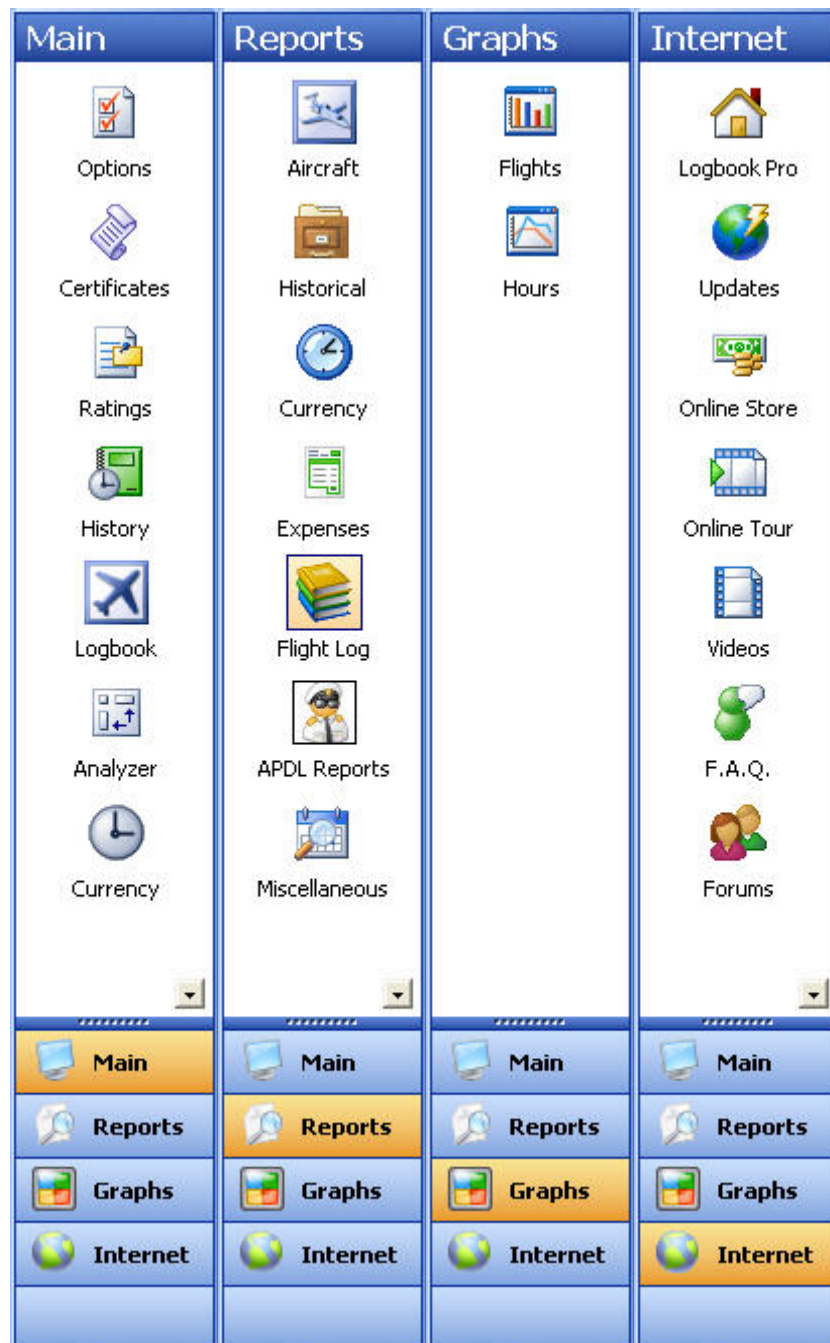 Main
Options
Certificates
Ratings
History
Logbook
Analyzer
Currency
Main
Reports
Graphs
Internet
Reports
Aircraft
Historical
Currency
Expenses
Flight Log
APDL Reports
Miscellaneous
Main
Reports
Graphs
Internet
Graphs
Flights
Hours
Main
Reports
Graphs
Internet
Internet
Logbook Pro
Updates
Online Store
Online Tour
Videos
F.A.Q.
Forums
Main
Reports
Graphs
Internet